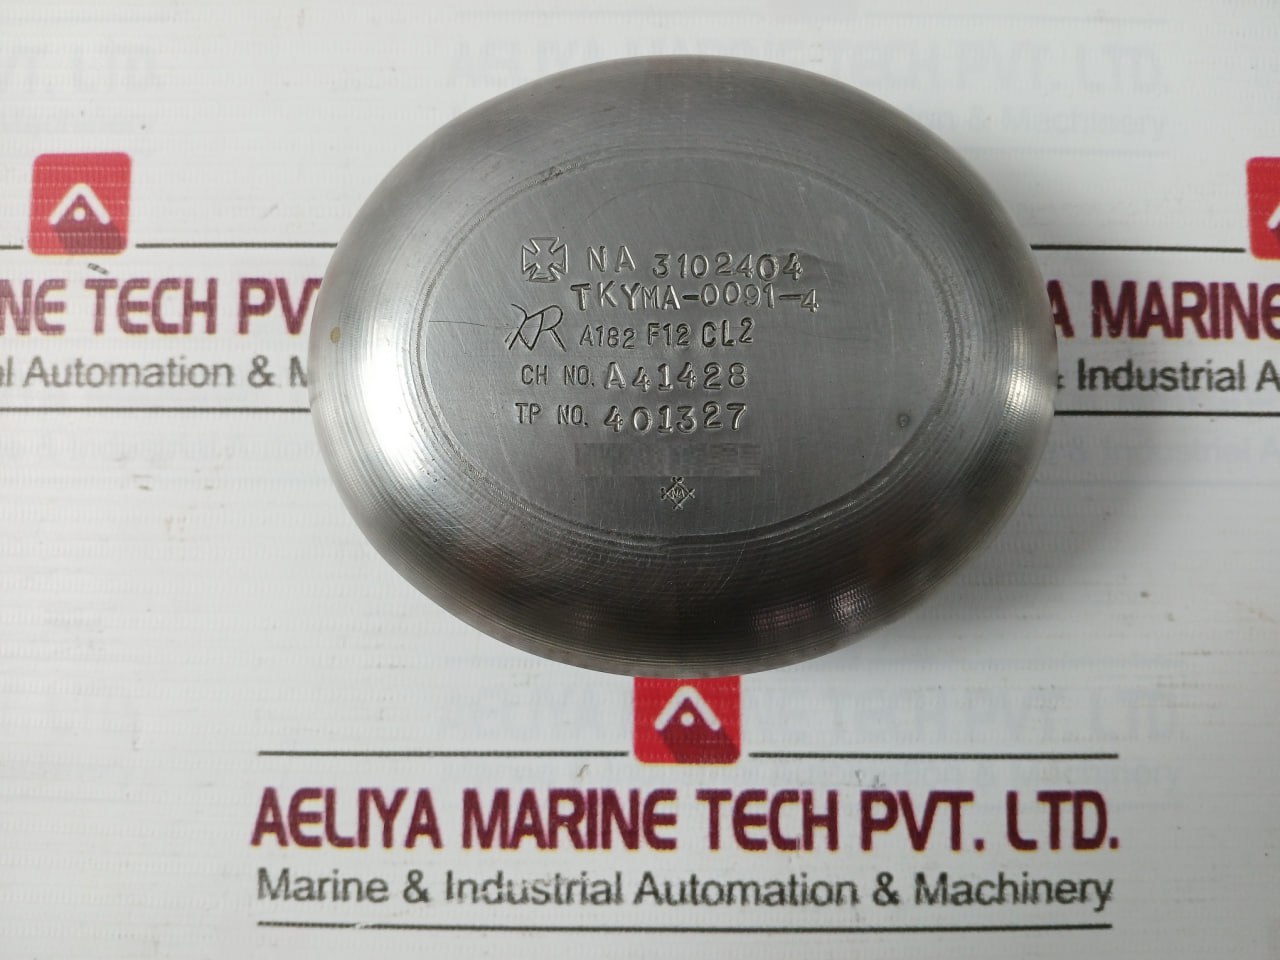 NA 3102404
TKYMA-0091-4
A182 F12 CL2
CH NO. A41428
TP NO. 401327
NA
NE TECH PV
l Automation & M
A MARINE
Industrial A
AELIYA MARINE TECH PVT. LTD.
Marine & Industrial Automation & Machinery